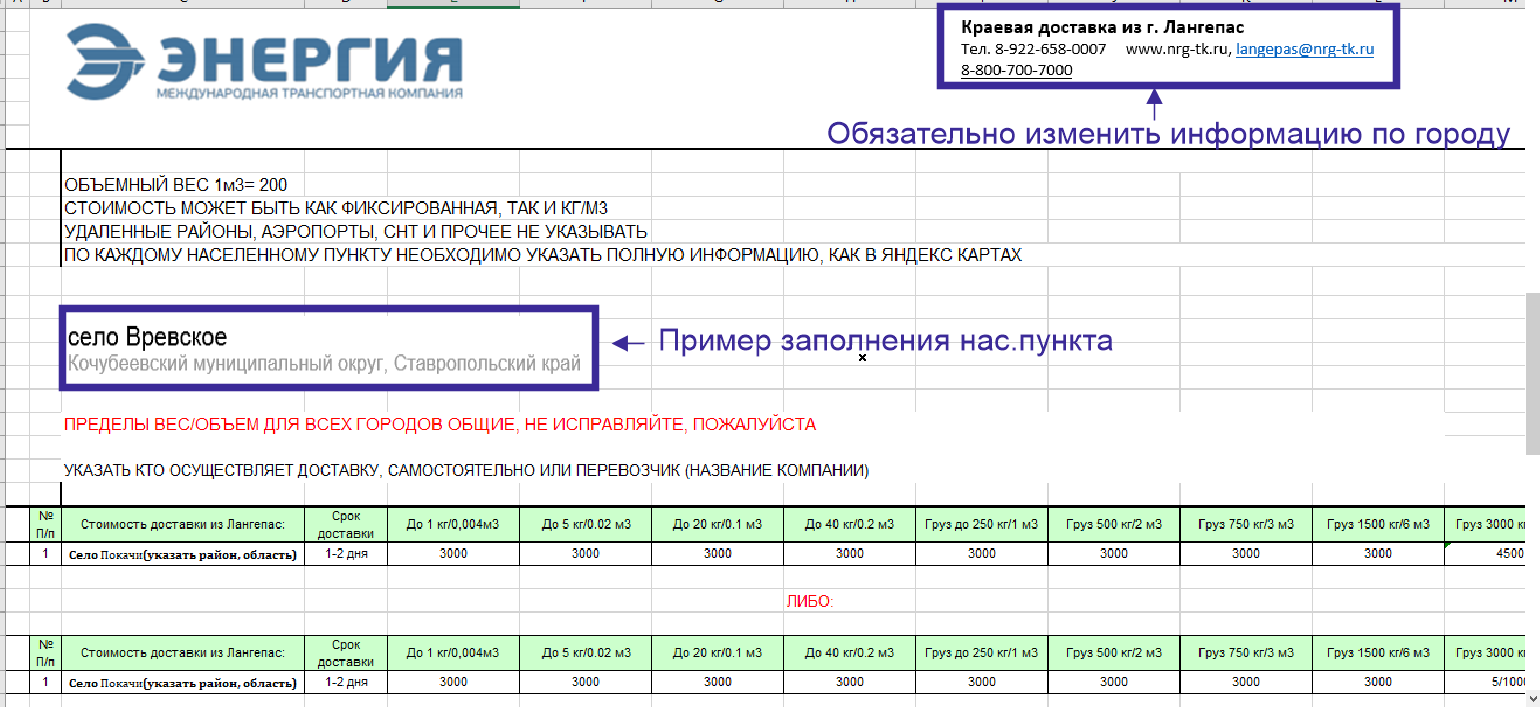 ЭНЕРГИЯ
МЕЖДУНАРОДНАЯ ТРАНСПОРТНАЯ КОМПАНИЯ
Краевая доставка из г. Лангепас
Тел. 8-922-658-0007 www.nrg-tk.ru, langepas@nrg-tk.ru
8-800-700-7000
Обязательно изменить информацию по городу
ОБЪЕМНЫЙ ВЕС 1м3= 200
СТОИМОСТЬ МОЖЕТ БЫТЬ КАК ФИКСИРОВАННАЯ, ТАК И КГ/М3
УДАЛЕННЫЕ РАЙОНЫ, АЭРОПОРТЫ, СНТ И ПРОЧЕЕ НЕ УКАЗЫВАТЬ
ПО КАЖДОМУ НАСЕЛЕННОМУ ПУНКТУ НЕОБХОДИМО УКАЗАТЬ ПОЛНУЮ ИНФОРМАЦИЮ, КАК В ЯНДЕКС КАРТАХ
село Вревское
Кочубеевский муниципальный округ, Ставропольский край
Пример заполнения нас.пункта
ПРЕДЕЛЫ ВЕС/ОБЪЕМ ДЛЯ ВСЕХ ГОРОДОВ ОБЩИЕ, НЕ ИСПРАВЛЯЙТЕ, ПОЖАЛУЙСТА
УКАЗАТЬ КТО ОСУЩЕСТВЛЯЕТ ДОСТАВКУ, САМОСТОЯТЕЛЬНО ИЛИ ПЕРЕВОЗЧИК (НАЗВАНИЕ КОМПАНИИ)
№ П/п Стоимость доставки из Лангепас: Срок доставки До 1 кг/0,004м3 До 5 кг/0.02 м3 До 20 кг/0.1 м3 До 40 кг/0.2 м3 Груз до 250 кг/1 м3 Груз 500 кг/2 м3 Груз 750 кг/3 м3 Груз 1500 кг/6 м3 Груз 3000
1 Село Покачи(указать район, область) 1-2 дня 3000 3000 3000 3000 3000 3000 3000 3000 4500
ЛИБО:
№ П/п Стоимость доставки из Лангепас: Срок доставки До 1 кг/0,004м3 До 5 кг/0.02 м3 До 20 кг/0.1 м3 До 40 кг/0.2 м3 Груз до 250 кг/1 м3 Груз 500 кг/2 м3 Груз 750 кг/3 м3 Груз 1500 кг/6 м3 Груз 3000
1 Село Покачи(указать район, область) 1-2 дня 3000 3000 3000 3000 3000 3000 3000 3000